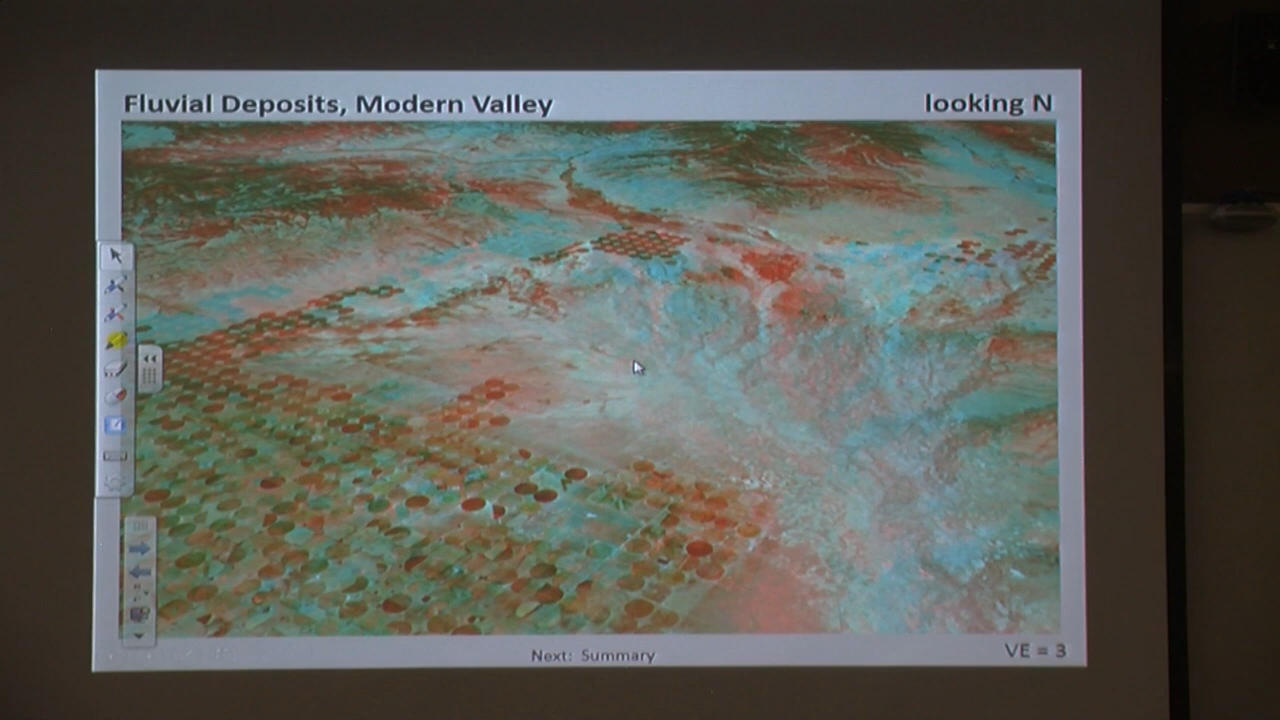 Fluvial Deposits, Modern Valley
looking N
Next: Summary
VE = 3